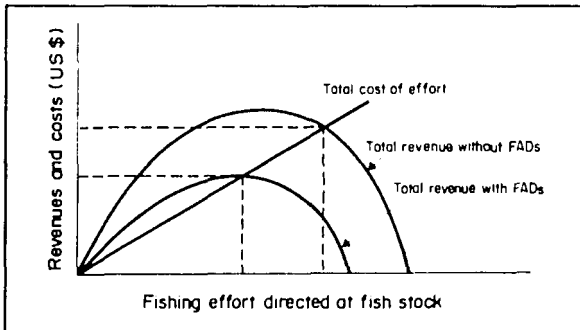 Revenues and costs (US $)
Total cost of effort
Total revenue without FADs
Total revenue with FADs
Fishing effort directed at fish stock